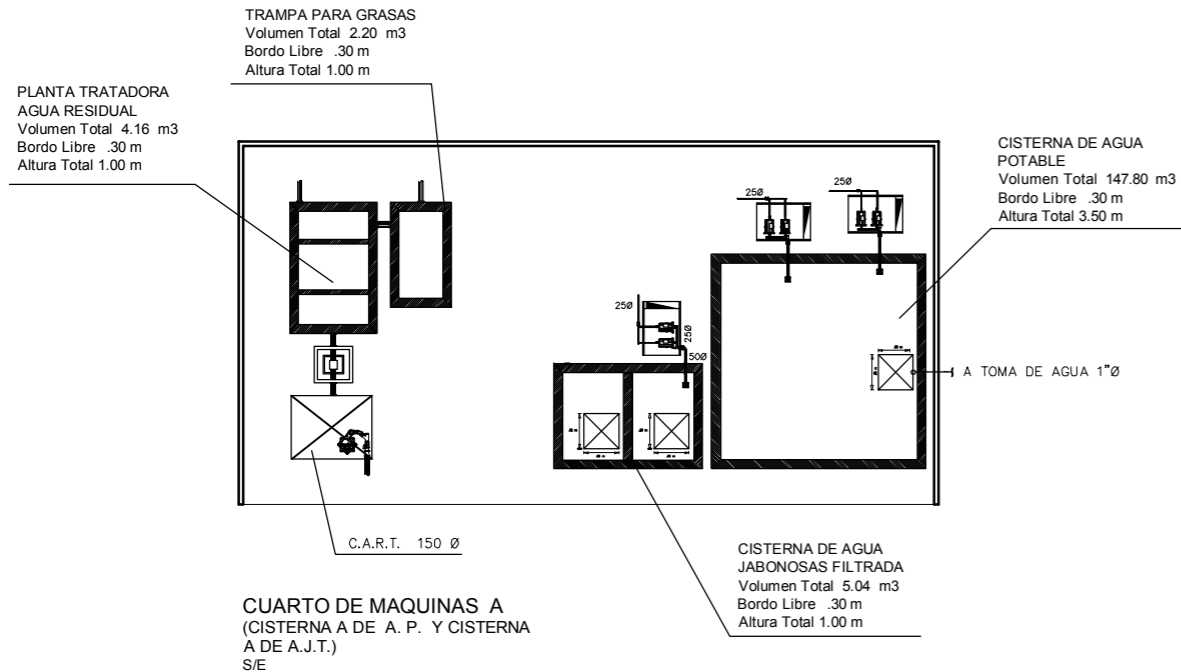 TRAMPA PARA GRASAS
Volumen Total 2.20 m3
Bordo Libre .30 m
Altura Total 1.00 m
PLANTA TRATADORA
AGUA RESIDUAL
Volumen Total 4.16 m3
Bordo Libre .30 m
Altura Total 1.00 m
CISTERNA DE AGUA
POTABLE
Volumen Total 147.80 m3
Bordo Libre .30 m
Altura Total 3.50 m
25Ø
25Ø
25Ø
25Ø
50Ø
A TOMA DE AGUA 1"Ø
C.A.R.T. 150 Ø
CISTERNA DE AGUA
JABONOSAS FILTRADA
Volumen Total 5.04 m3
Bordo Libre .30 m
Altura Total 1.00 m
CUARTO DE MAQUINAS A
(CISTERNA A DE A. P. Y CISTERNA
A DE A.J.T.)
S/E